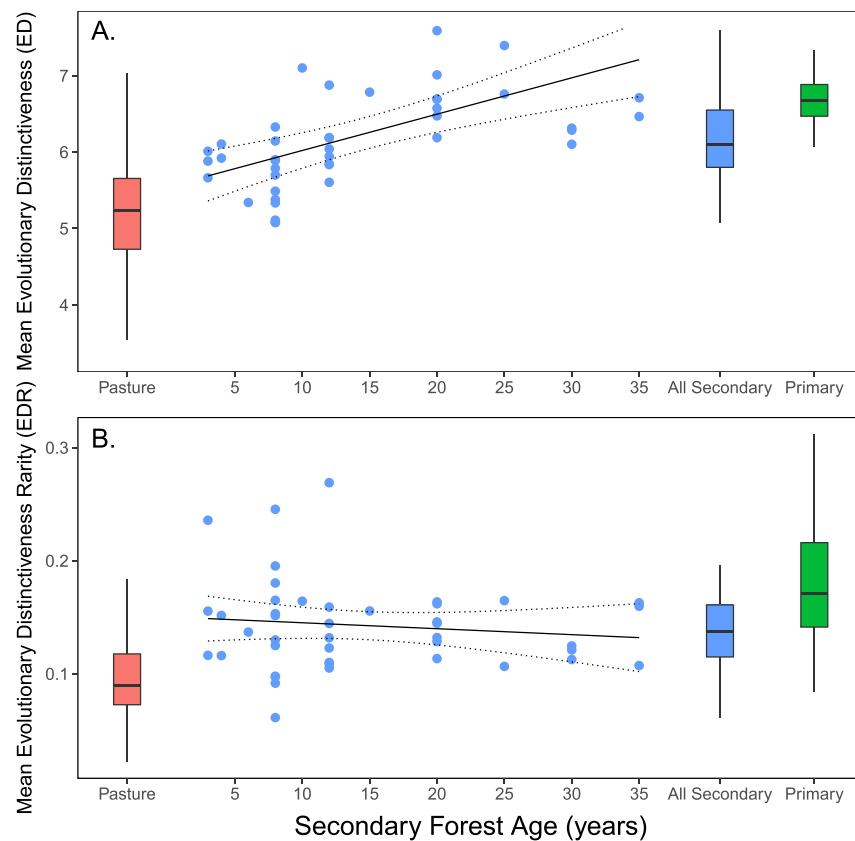 Mean Evolutionary Distinctiveness (ED)
A.
7
6
5
4
Pasture 5 10 15 20 25 30 35 All Secondary Primary
Mean Evolutionary Distinctiveness Rarity (EDR)
B.
0.3
0.2
0.1
Pasture 5 10 15 20 25 30 35 All Secondary Primary
Secondary Forest Age (years)